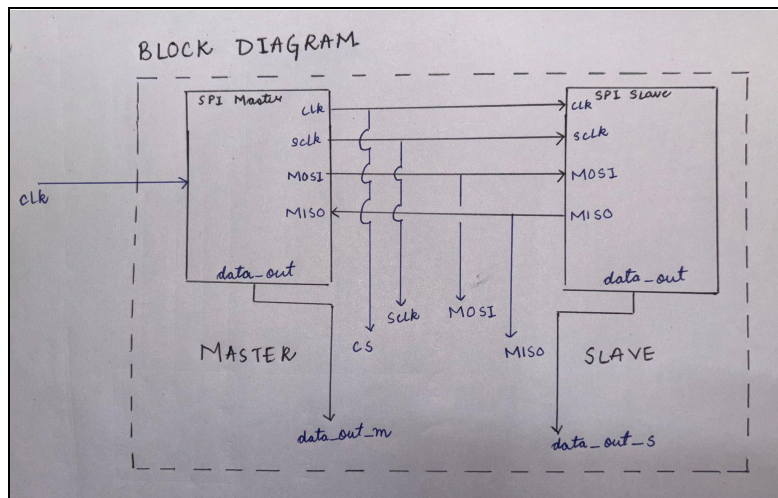 BLOCK DIAGRAM
SPI Master
SPI Slave
clk
clk
sclk
sclk
MOSI
MOSI
clk
MISO
MISO
data_out
data_out
sclk
MOSI
CS
MISO
MASTER
SLAVE
data_out_m
data_out_s